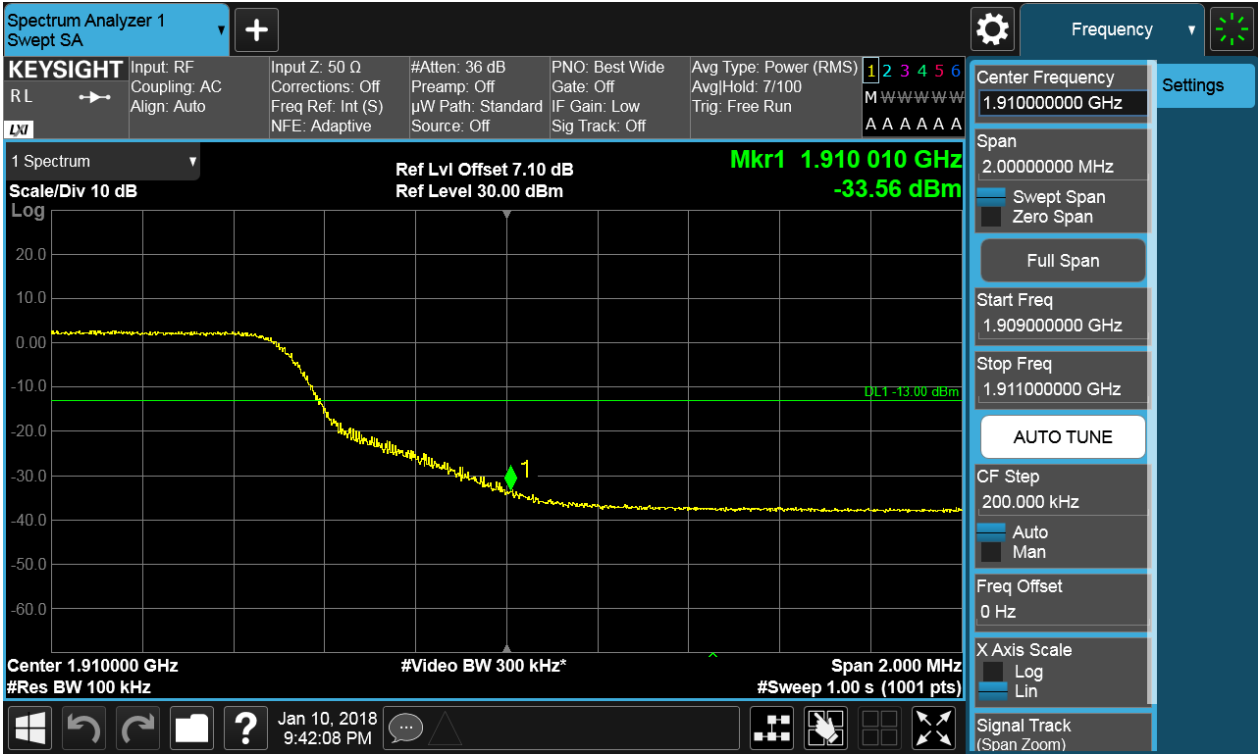 Spectrum Analyzer 1
Swept SA
Frequency
KEYSIGHT
R L
LXI
Input: RF
Coupling: AC
Align: Auto
Input Z: 50 Ω
Corrections: Off
Freq Ref: Int (S)
NFE: Adaptive
#Atten: 36 dB
Preamp: Off
µW Path: Standard
Source: Off
PNO: Best Wide
Gate: Off
IF Gain: Low
Sig Track: Off
Avg Type: Power (RMS)
Avg|Hold: 7/100
Trig: Free Run
1 2 3 4 5 6
M W W W W W
A A A A A A
1 Spectrum
Scale/Div 10 dB
Log
Ref Lvl Offset 7.10 dB
Ref Level 30.00 dBm
Mkr1 1.910 010 GHz
-33.56 dBm
20.0
10.0
0.00
-10.0
DL1 -13.00 dBm
-20.0
1
-30.0
-40.0
-50.0
-60.0
Center 1.910000 GHz
#Video BW 300 kHz*
Span 2.000 MHz
#Res BW 100 kHz
#Sweep 1.00 s (1001 pts)
?
Jan 10, 2018
9:42:08 PM
Center Frequency
1.910000000 GHz
Settings
Span
2.00000000 MHz
Swept Span
Zero Span
Full Span
Start Freq
1.909000000 GHz
Stop Freq
1.911000000 GHz
AUTO TUNE
CF Step
200.000 kHz
Auto
Man
Freq Offset
0 Hz
X Axis Scale
Log
Lin
Signal Track
(Span Zoom)